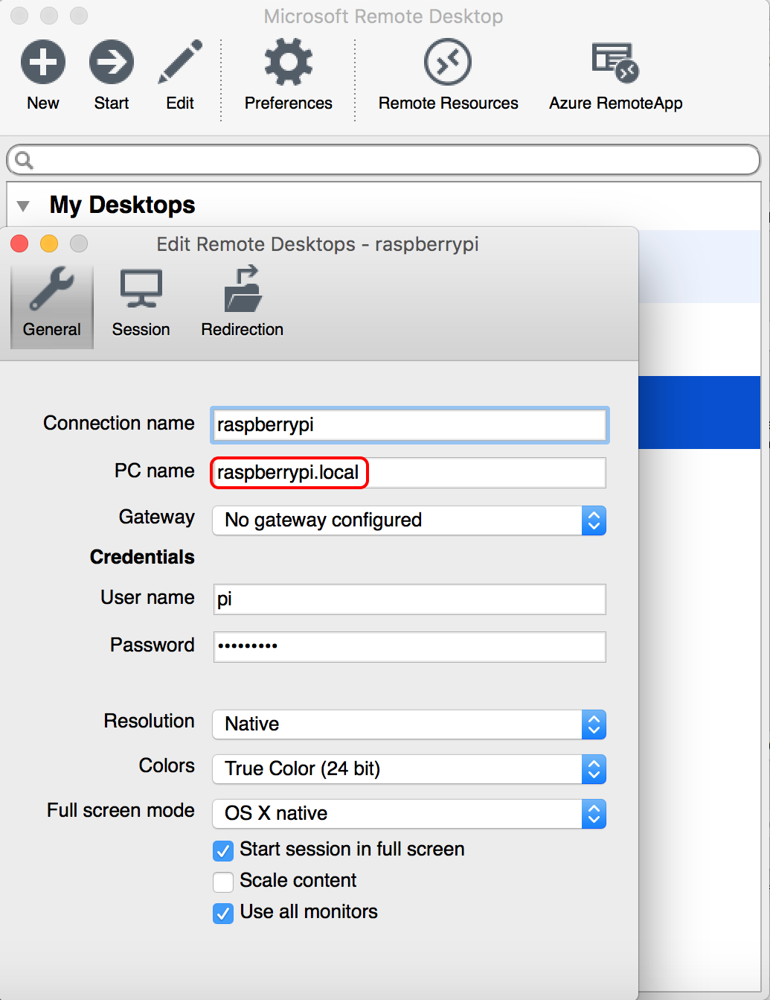 Microsoft Remote Desktop
New Start Edit Preferences Remote Resources Azure RemoteApp
My Desktops
Edit Remote Desktops - raspberrypi
General Session Redirection
Connection name raspberrypi
PC name raspberrypi.local
Gateway No gateway configured
Credentials
User name pi
Password •••••••••
Resolution Native
Colors True Color (24 bit)
Full screen mode OS X native
Start session in full screen
Scale content
Use all monitors